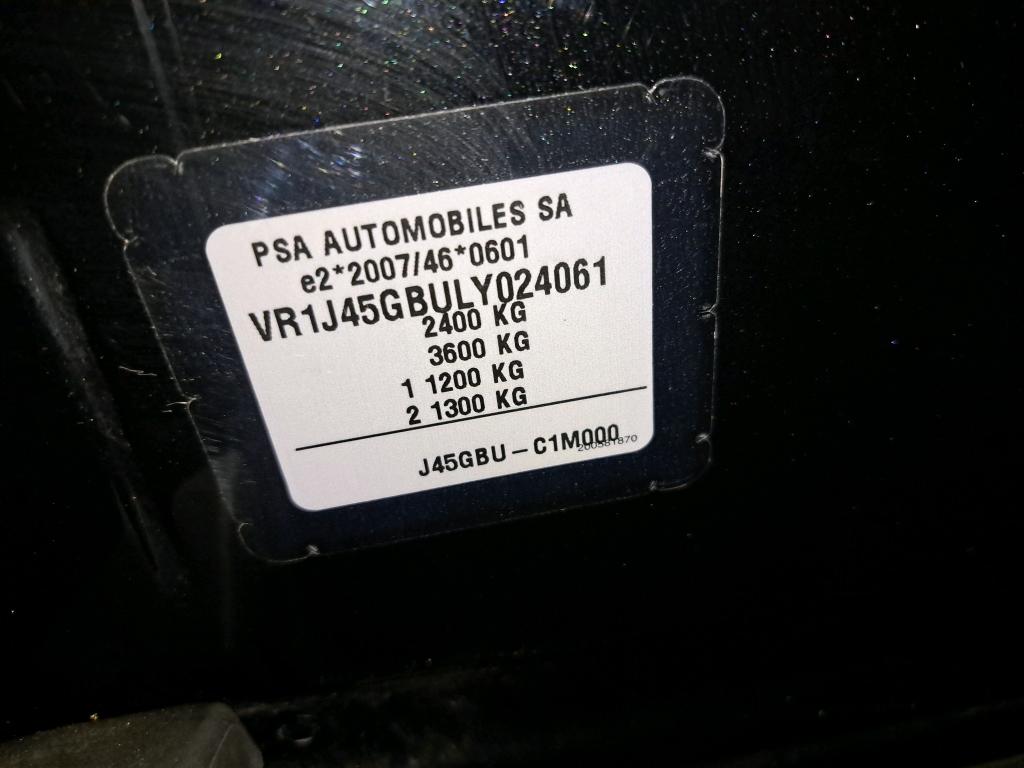 PSA AUTOMOBILES SA
e2*2007/46*0601
VR1J45GBULY024061
2400 KG
3600 KG
1 1200 KG
2 1300 KG
J45GBU - C1M000
200581870